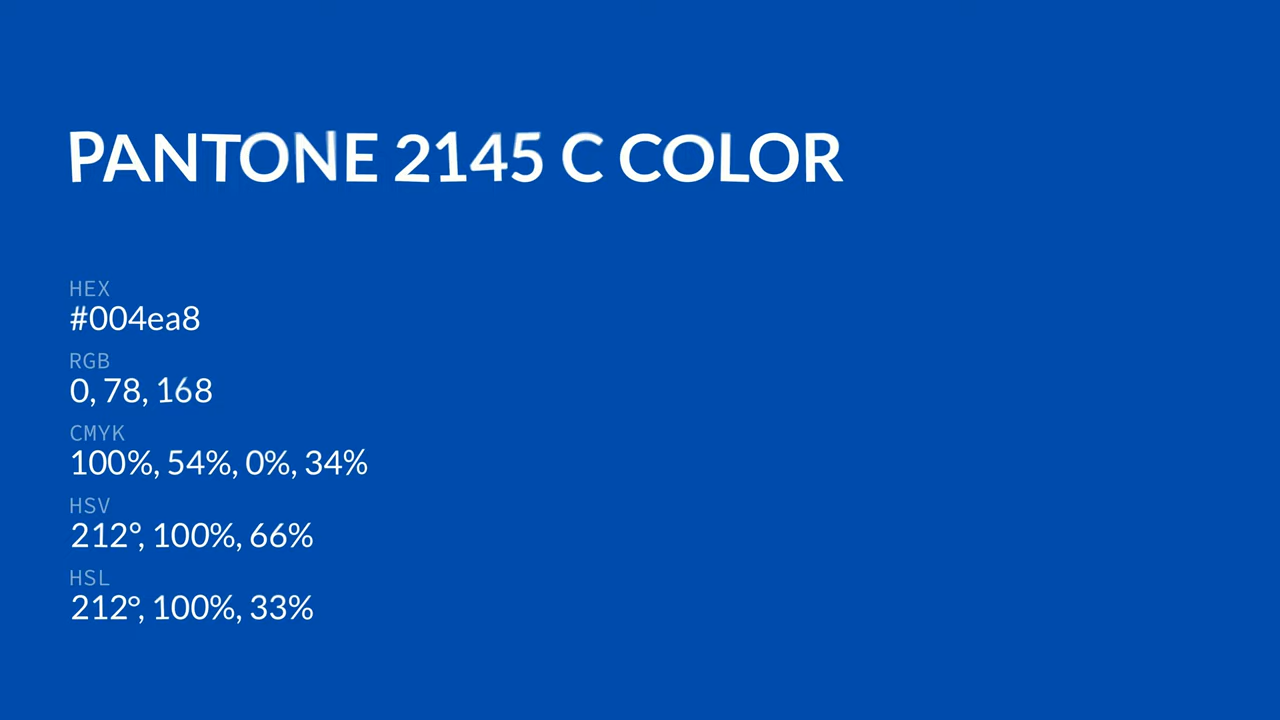 PANTONE 2145 C COLOR
HEX
#004ea8
RGB
0, 78, 168
CMYK
100%, 54%, 0%, 34%
HSV
212°, 100%, 66%
HSL
212°, 100%, 33%